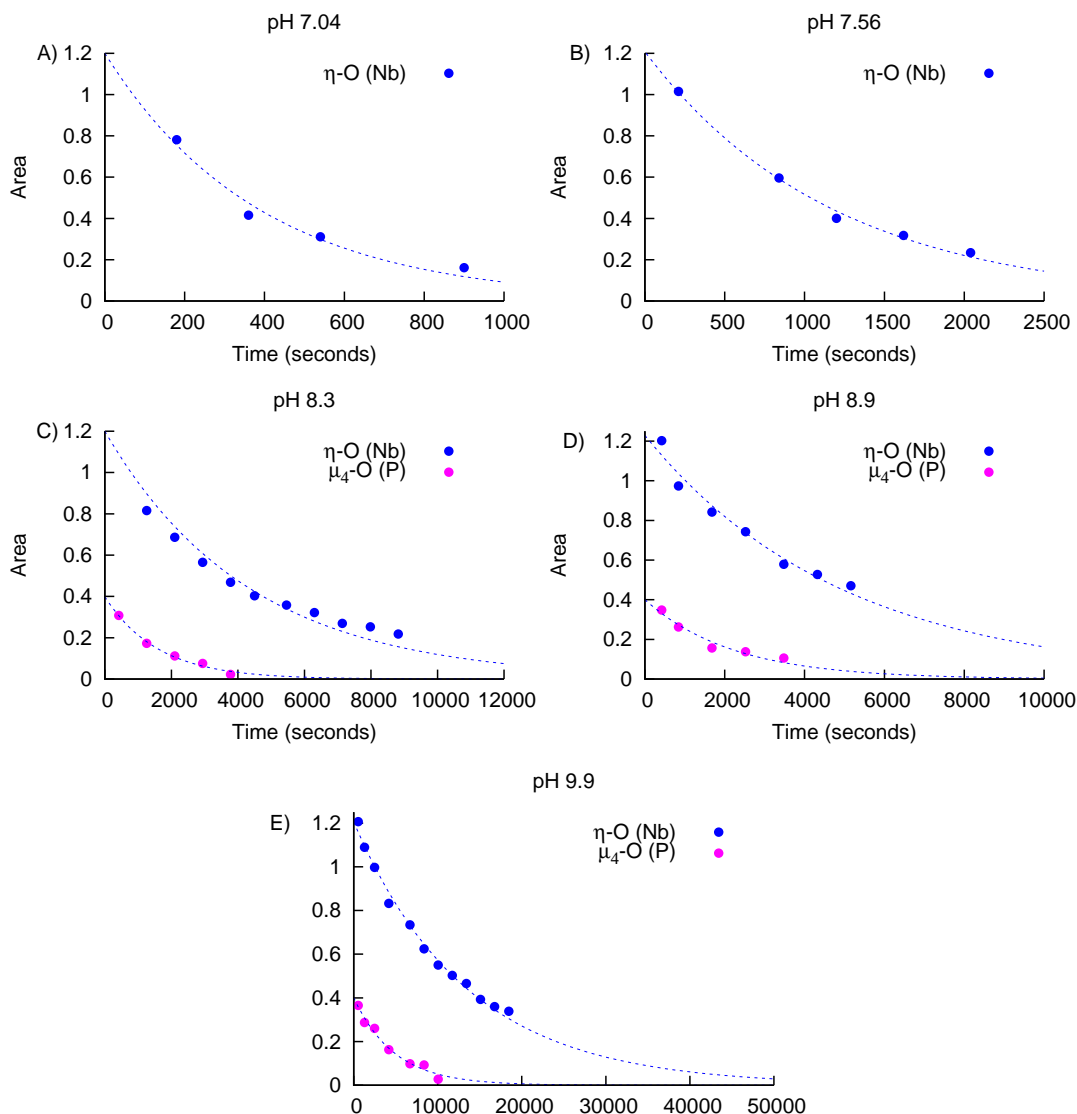 pH 7.04
A)
η-O (Nb)
1.2
1
0.8
0.6
0.4
0.2
0
Area
0 200 400 600 800 1000
Time (seconds)
pH 7.56
B)
η-O (Nb)
1.2
1
0.8
0.6
0.4
0.2
0
Area
0 500 1000 1500 2000 2500
Time (seconds)
pH 8.3
C)
η-O (Nb)
μ4-O (P)
1.2
1
0.8
0.6
0.4
0.2
0
Area
0 2000 4000 6000 8000 10000 12000
Time (seconds)
pH 8.9
D)
η-O (Nb)
μ4-O (P)
1.2
1
0.8
0.6
0.4
0.2
0
Area
0 2000 4000 6000 8000 10000
Time (seconds)
pH 9.9
E)
η-O (Nb)
μ4-O (P)
1.2
1
0.8
0.6
0.4
0.2
0
0 10000 20000 30000 40000 50000